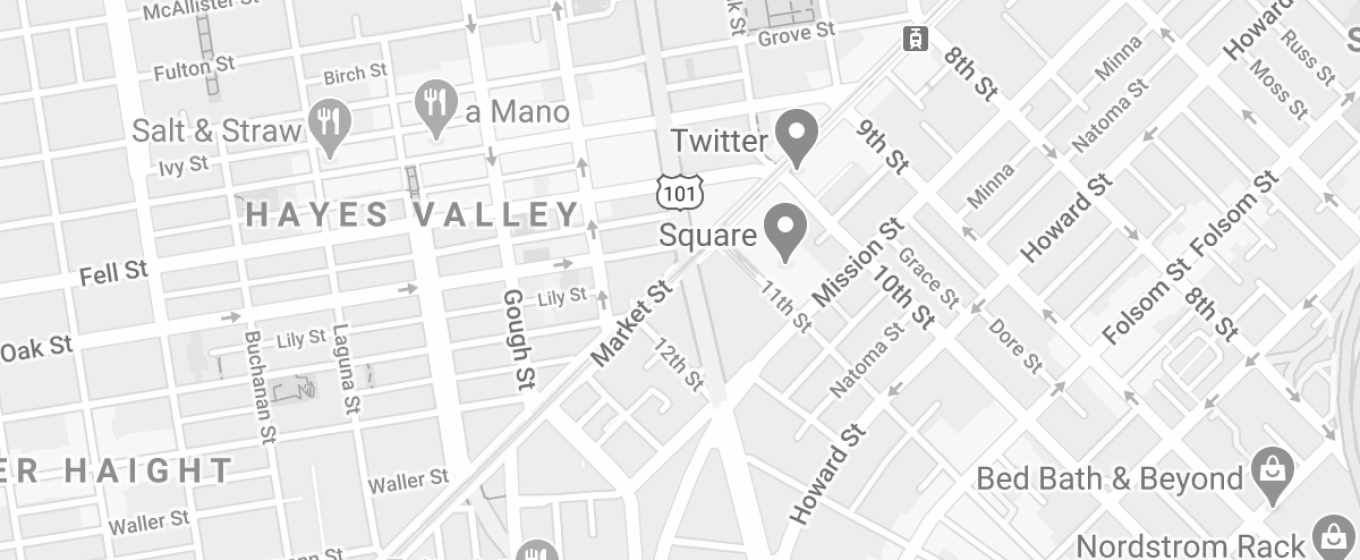 McAllister St
Fulton St
Birch St
Grove St
8th St
Minna
Howard
Russ St
Moss St
Salt & Straw
a Mano
Twitter
9th St
Natoma St
Ivy St
101
Minna
HAYES VALLEY
Square
Mission St
Howard St
Folsom St
Fell St
Lily St
Gough St
Market St
11th St
Grace St
10th St
Folsom St
8th St
Oak St
Lily St
Buchanan St
Laguna St
12th St
Natoma St
Dore St
Howard St
ER HAIGHT
Waller St
Waller St
Bed Bath & Beyond
Nordstrom Rack